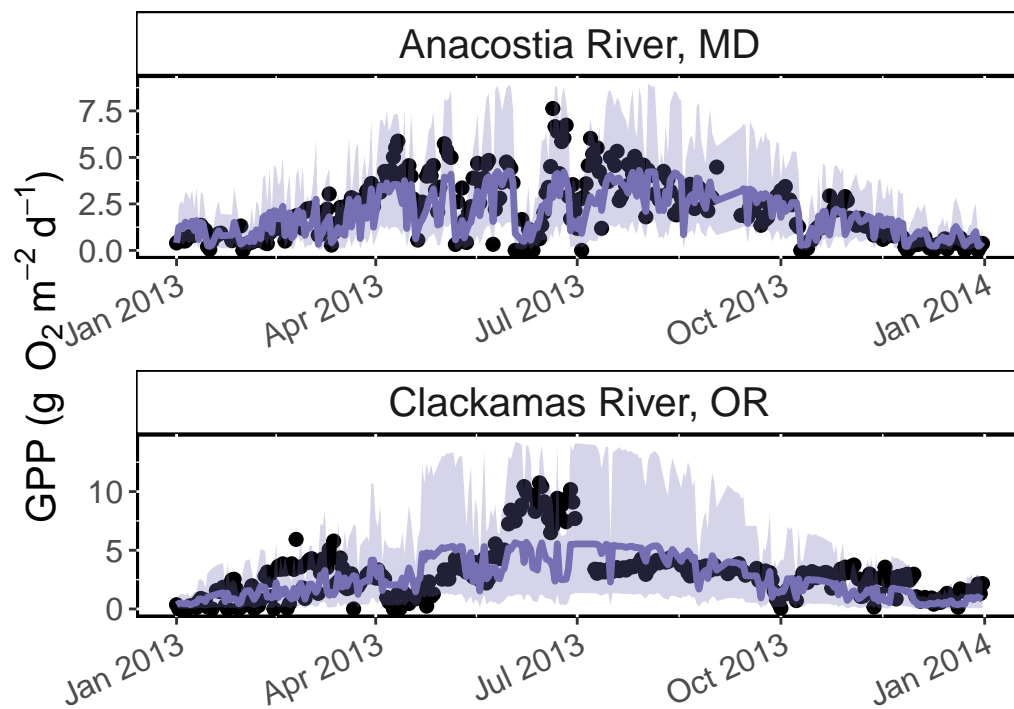 Anacostia River, MD
7.5
5.0
2.5
0.0
Jan 2013
Apr 2013
Jul 2013
Oct 2013
Jan 2014
GPP (g O₂ m⁻² d⁻¹)
Clackamas River, OR
10
5
0
Jan 2013
Apr 2013
Jul 2013
Oct 2013
Jan 2014